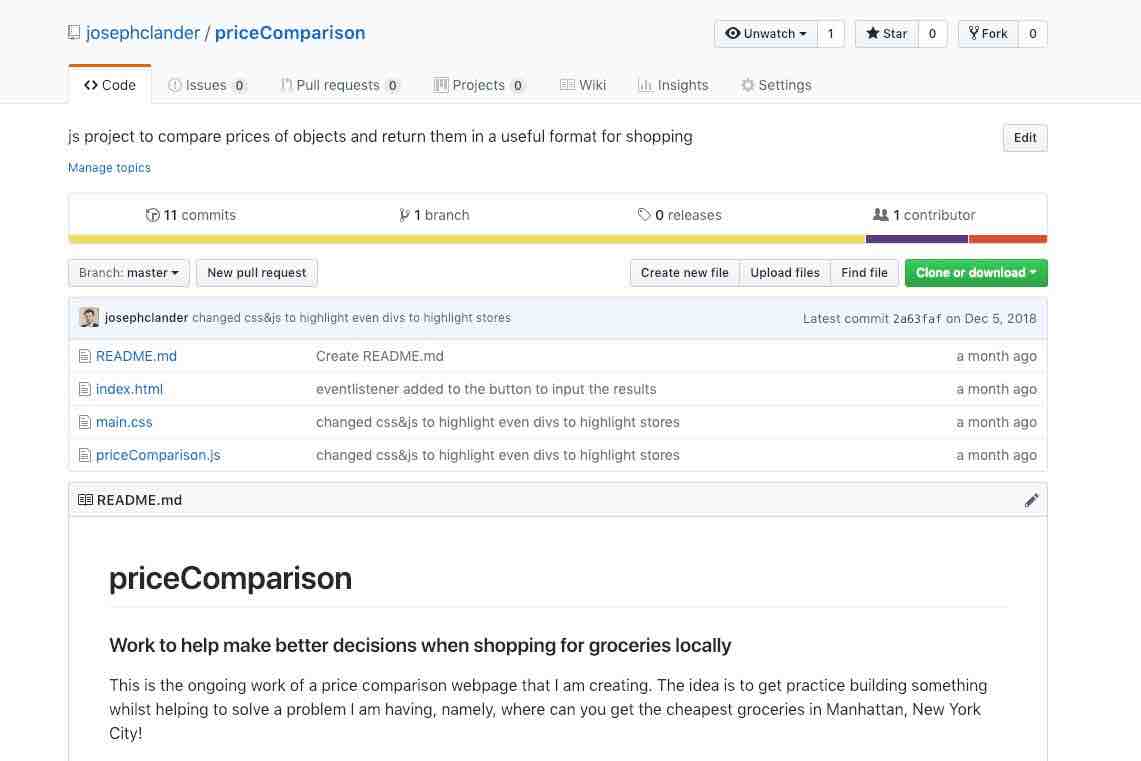 josephclander / priceComparison
Unwatch 1 Star 0 Fork 0
Code Issues 0 Pull requests 0 Projects 0 Wiki Insights Settings
js project to compare prices of objects and return them in a useful format for shopping
Edit
Manage topics
11 commits 1 branch 0 releases 1 contributor
Branch: master New pull request Create new file Upload files Find file Clone or download
josephclander changed css&js to highlight even divs to highlight stores Latest commit 2a63faf on Dec 5, 2018
README.md Create README.md a month ago
index.html eventlistener added to the button to input the results a month ago
main.css changed css&js to highlight even divs to highlight stores a month ago
priceComparison.js changed css&js to highlight even divs to highlight stores a month ago
README.md
priceComparison
Work to help make better decisions when shopping for groceries locally
This is the ongoing work of a price comparison webpage that I am creating. The idea is to get practice building something
whilst helping to solve a problem I am having, namely, where can you get the cheapest groceries in Manhattan, New York
City!